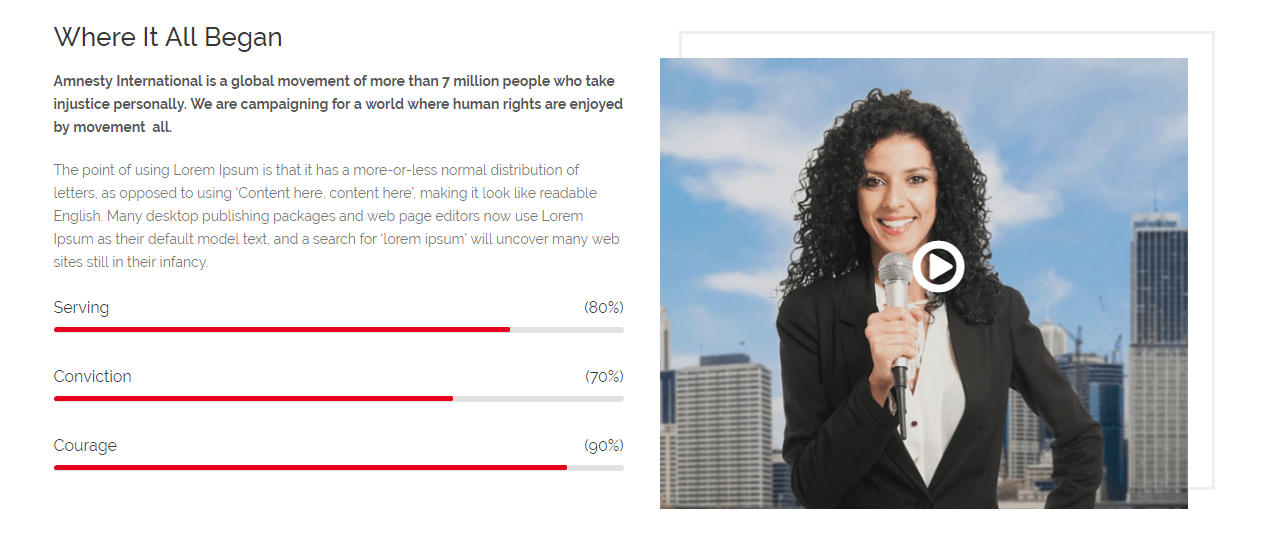 Where It All Began
Amnesty International is a global movement of more than 7 million people who take
injustice personally. We are campaigning for a world where human rights are enjoyed
by movement  all.
The point of using Lorem Ipsum is that it has a more-or-less normal distribution of
letters, as opposed to using ‘Content here, content here’, making it look like readable
English. Many desktop publishing packages and web page editors now use Lorem
Ipsum as their default model text, and a search for ‘lorem ipsum’ will uncover many web
sites still in their infancy.
Serving (80%)
Conviction (70%)
Courage (90%)